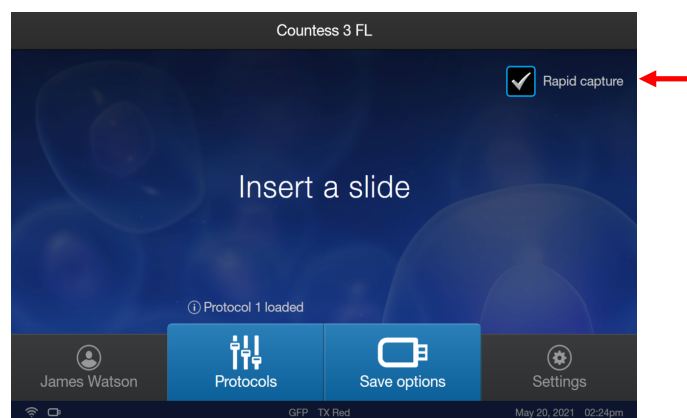 Countess 3 FL
Rapid capture
Insert a slide
Protocol 1 loaded
James Watson
Protocols
Save options
Settings
GFP TX Red
May 20, 2021 02:24pm